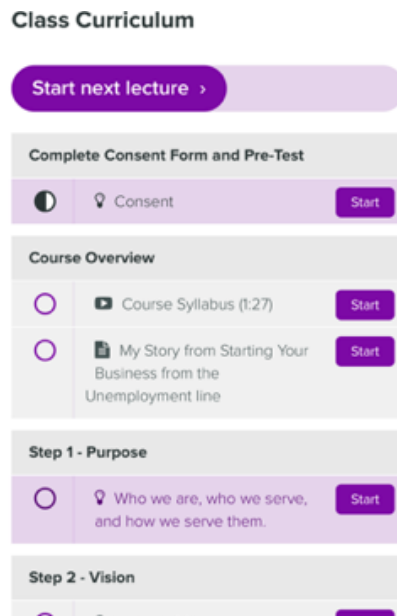 Class Curriculum
Start next lecture ›
Complete Consent Form and Pre-Test
Consent
Start
Course Overview
Course Syllabus (1:27)
Start
My Story from Starting Your
Start
Business from the
Unemployment line
Step 1 - Purpose
Who we are, who we serve,
Start
and how we serve them.
Step 2 - Vision